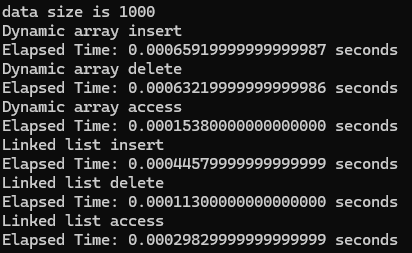 data size is 1000
Dynamic array insert
Elapsed Time: 0.00065919999999999987 seconds
Dynamic array delete
Elapsed Time: 0.00063219999999999986 seconds
Dynamic array access
Elapsed Time: 0.00015380000000000000 seconds
Linked list insert
Elapsed Time: 0.00044579999999999999 seconds
Linked list delete
Elapsed Time: 0.00011300000000000000 seconds
Linked list access
Elapsed Time: 0.00029829999999999999 seconds